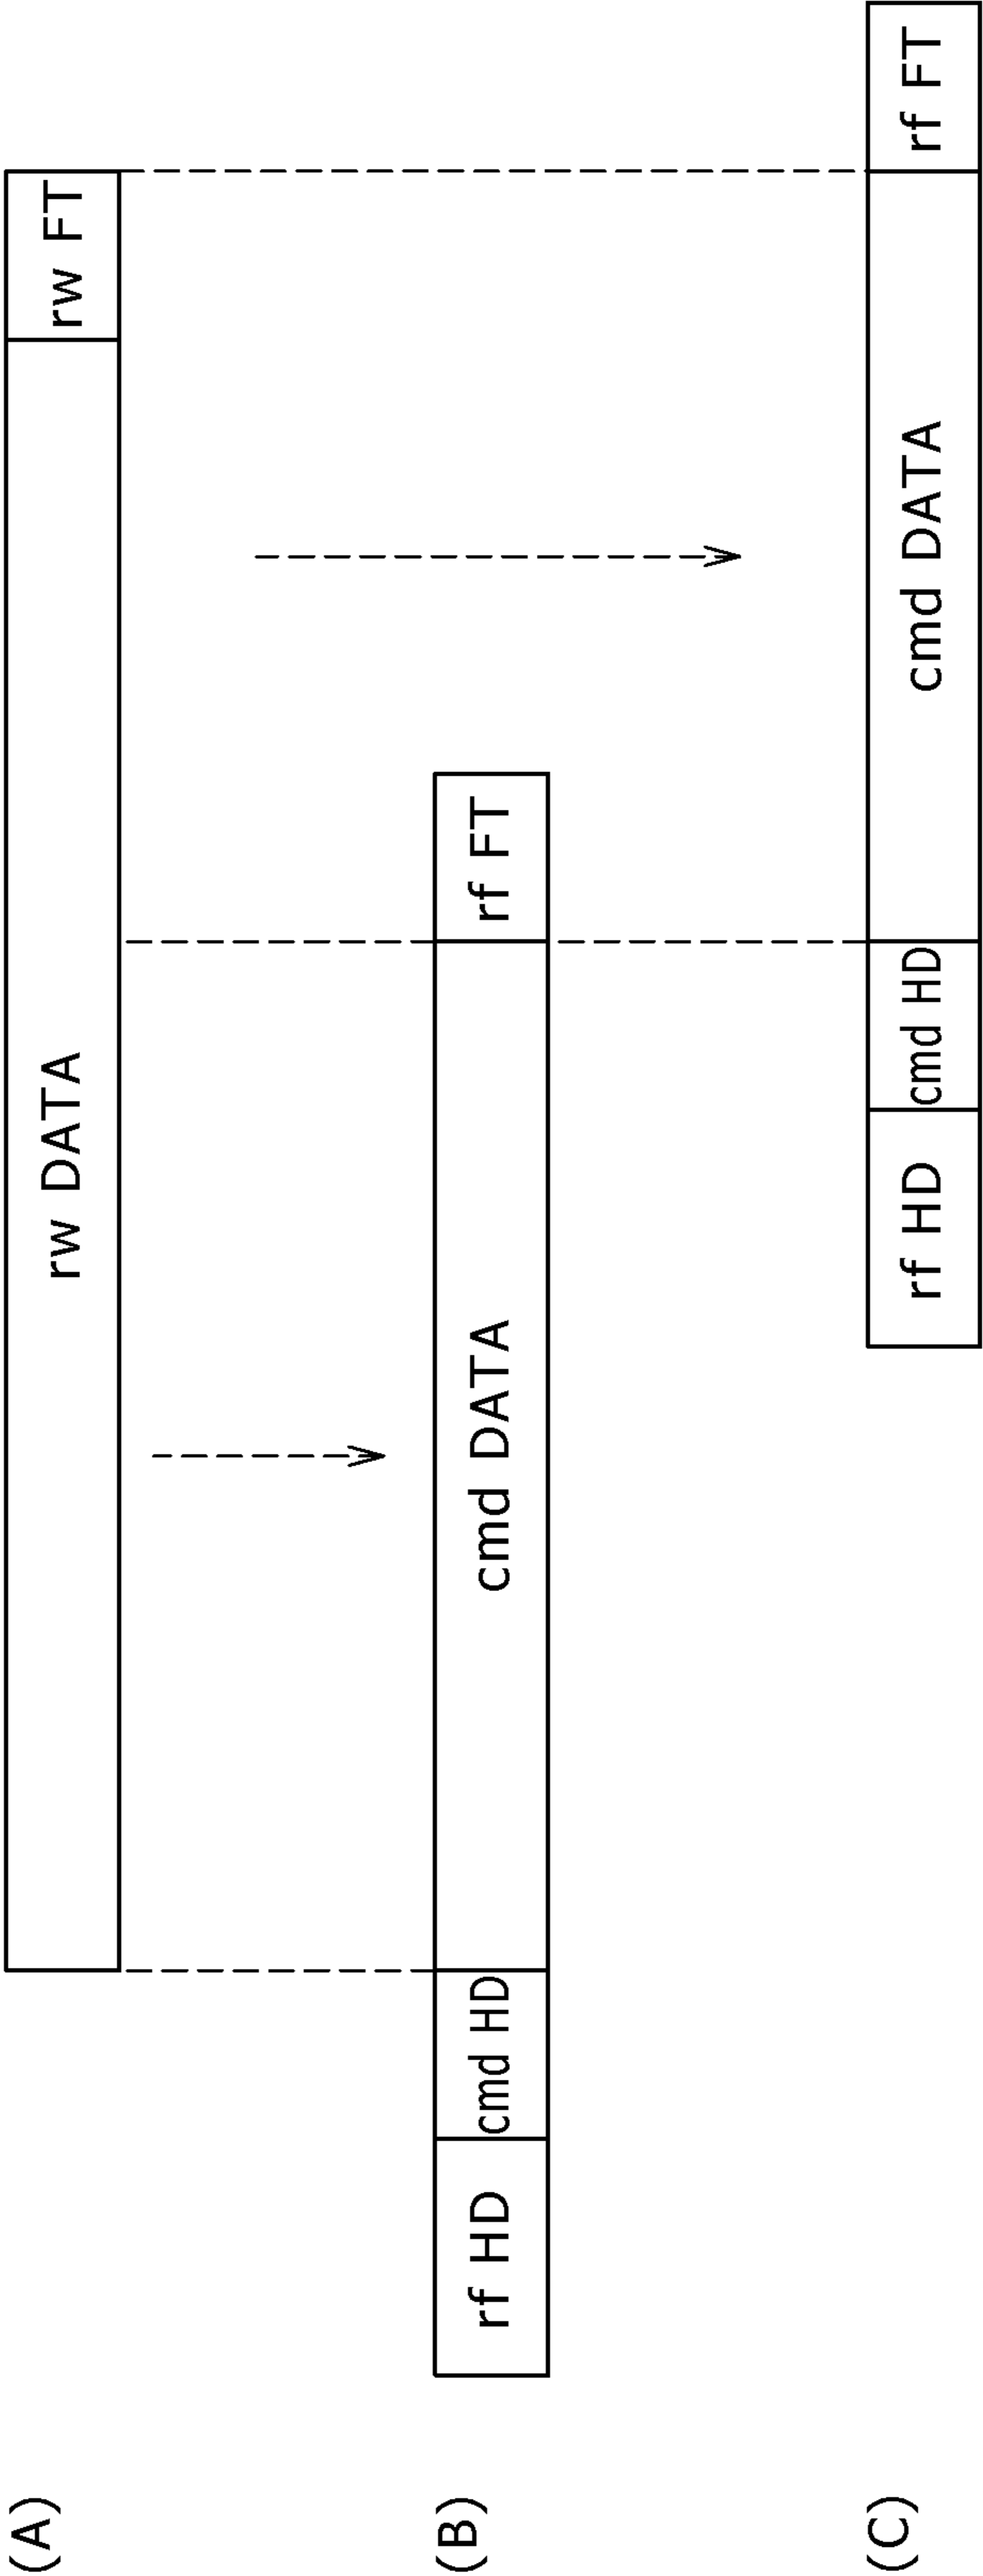 (A)
rw DATA
rw FT
(B)
rf HD
cmd HD
cmd DATA
rf FT
(C)
rf HD
cmd HD
cmd DATA
rf FT